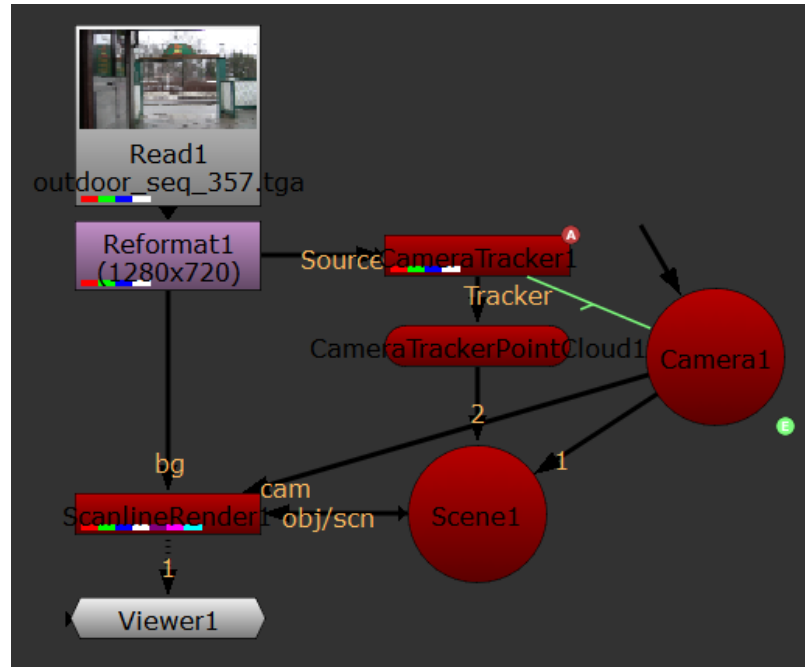 Read1
outdoor_seq_357.tga
Reformat1
(1280x720)
Source
CameraTracker1
A
Tracker
CameraTrackerPointCloud1
Camera1
E
2
1
bg
cam
ScanlineRender1
obj/scn
Scene1
1
Viewer1